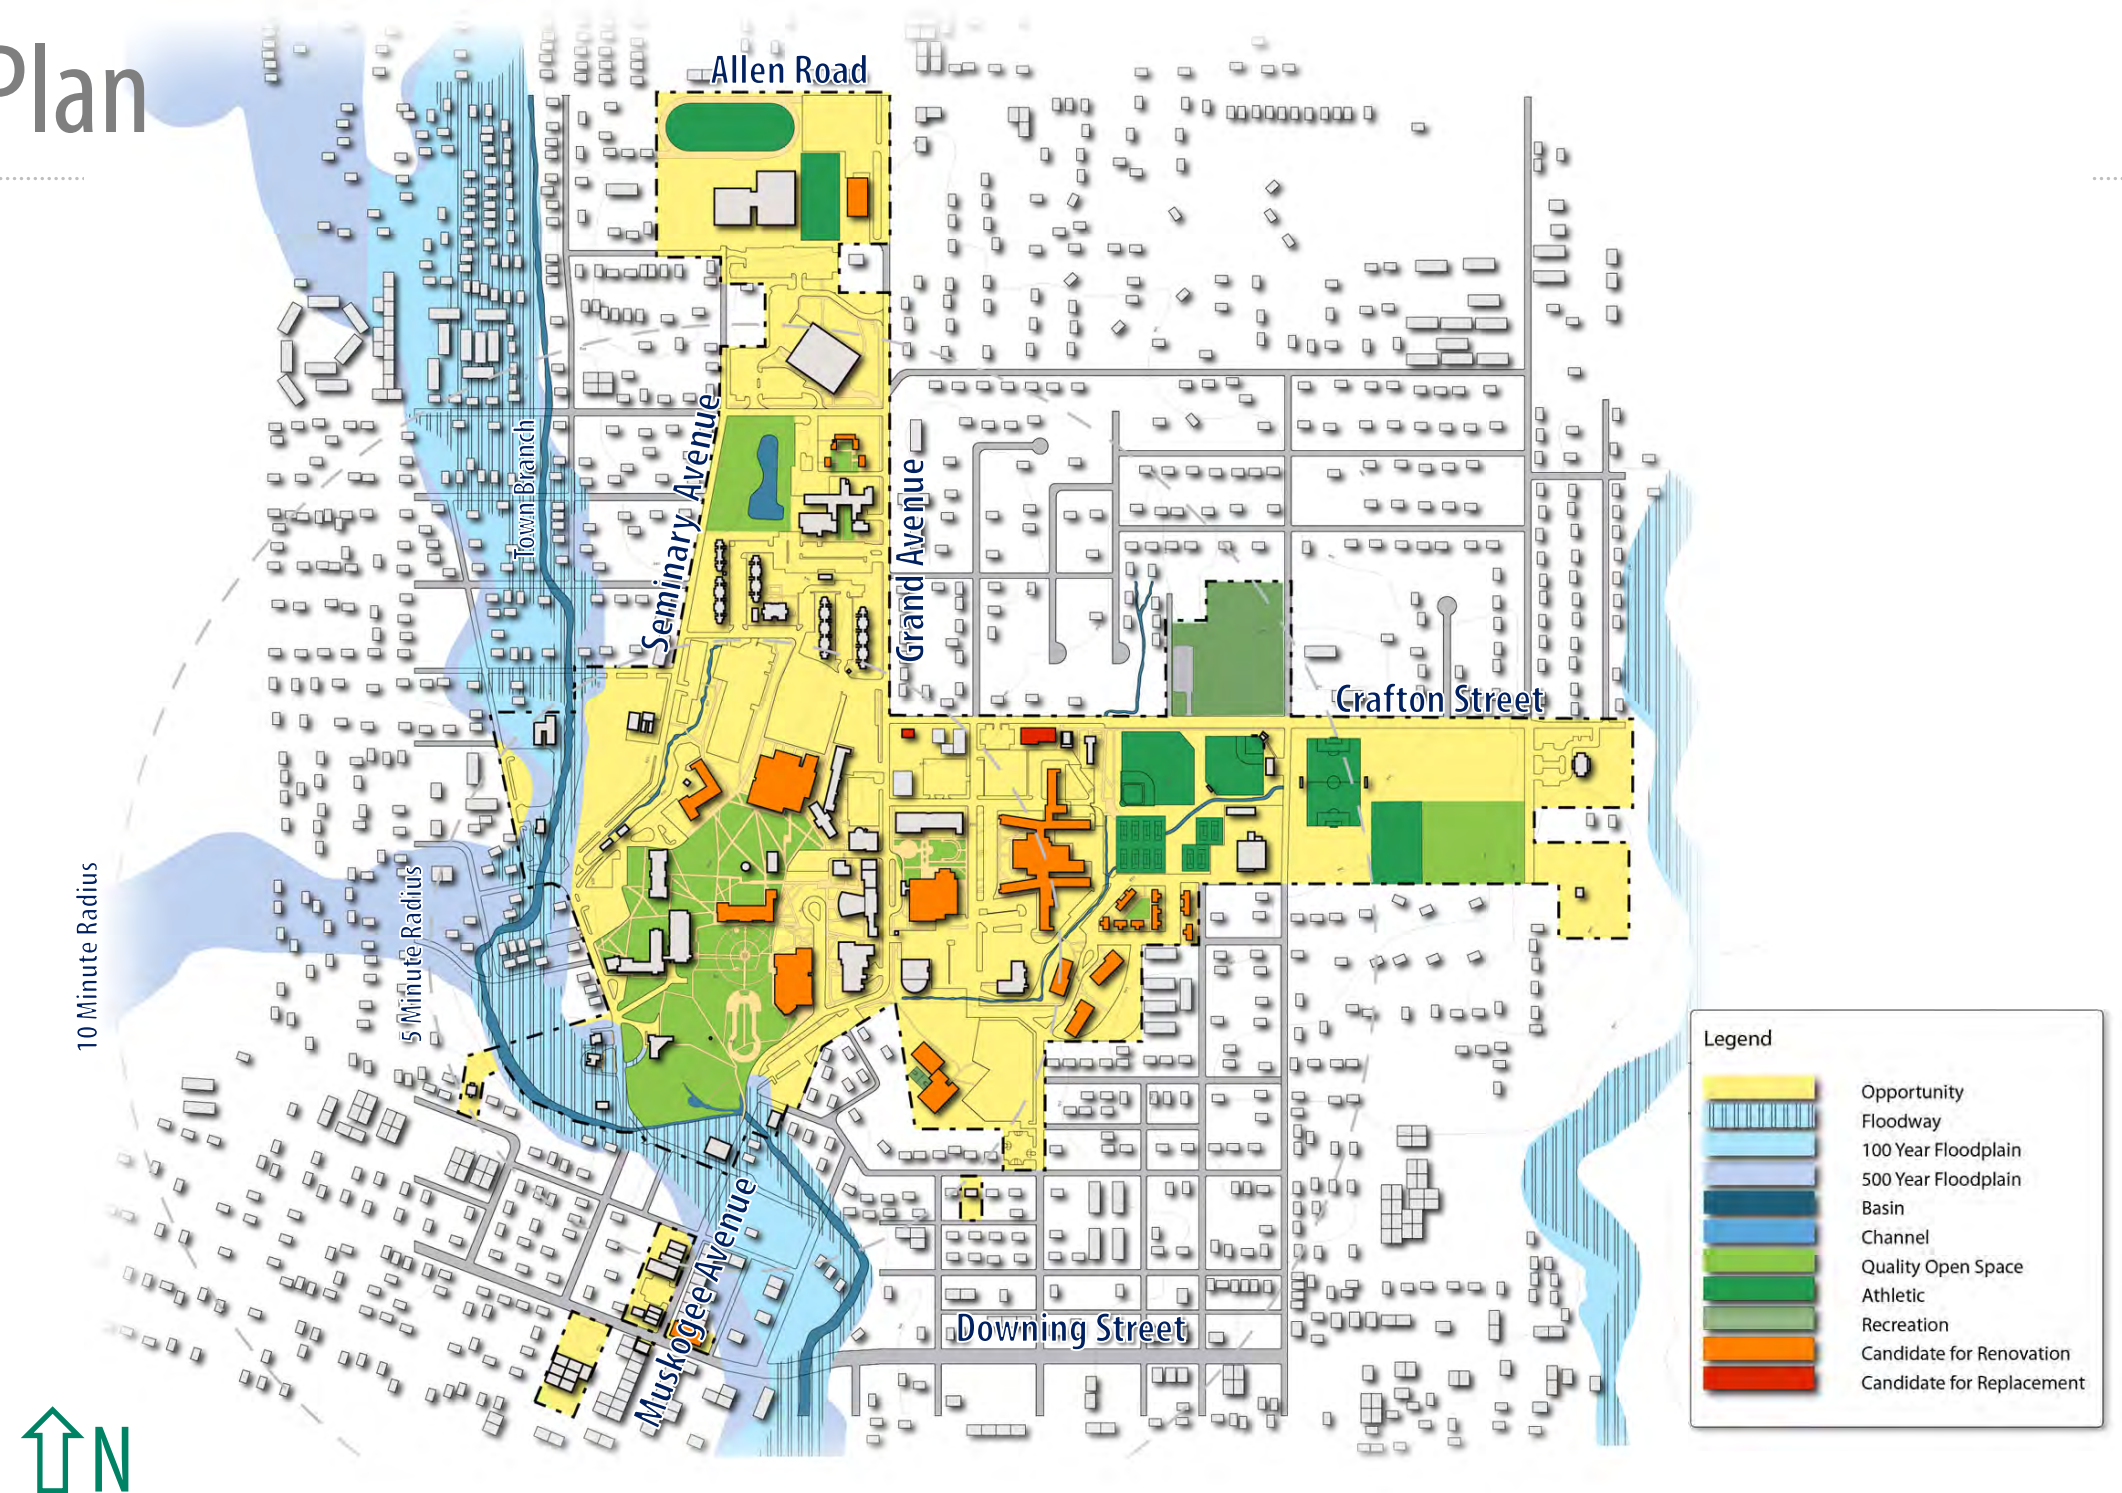 Plan
Allen Road
Seminary Avenue
Town Branch
Grand Avenue
Crafton Street
10 Minute Radius
5 Minute Radius
Muskogee Avenue
Downing Street
N
Legend
Opportunity
Floodway
100 Year Floodplain
500 Year Floodplain
Basin
Channel
Quality Open Space
Athletic
Recreation
Candidate for Renovation
Candidate for Replacement